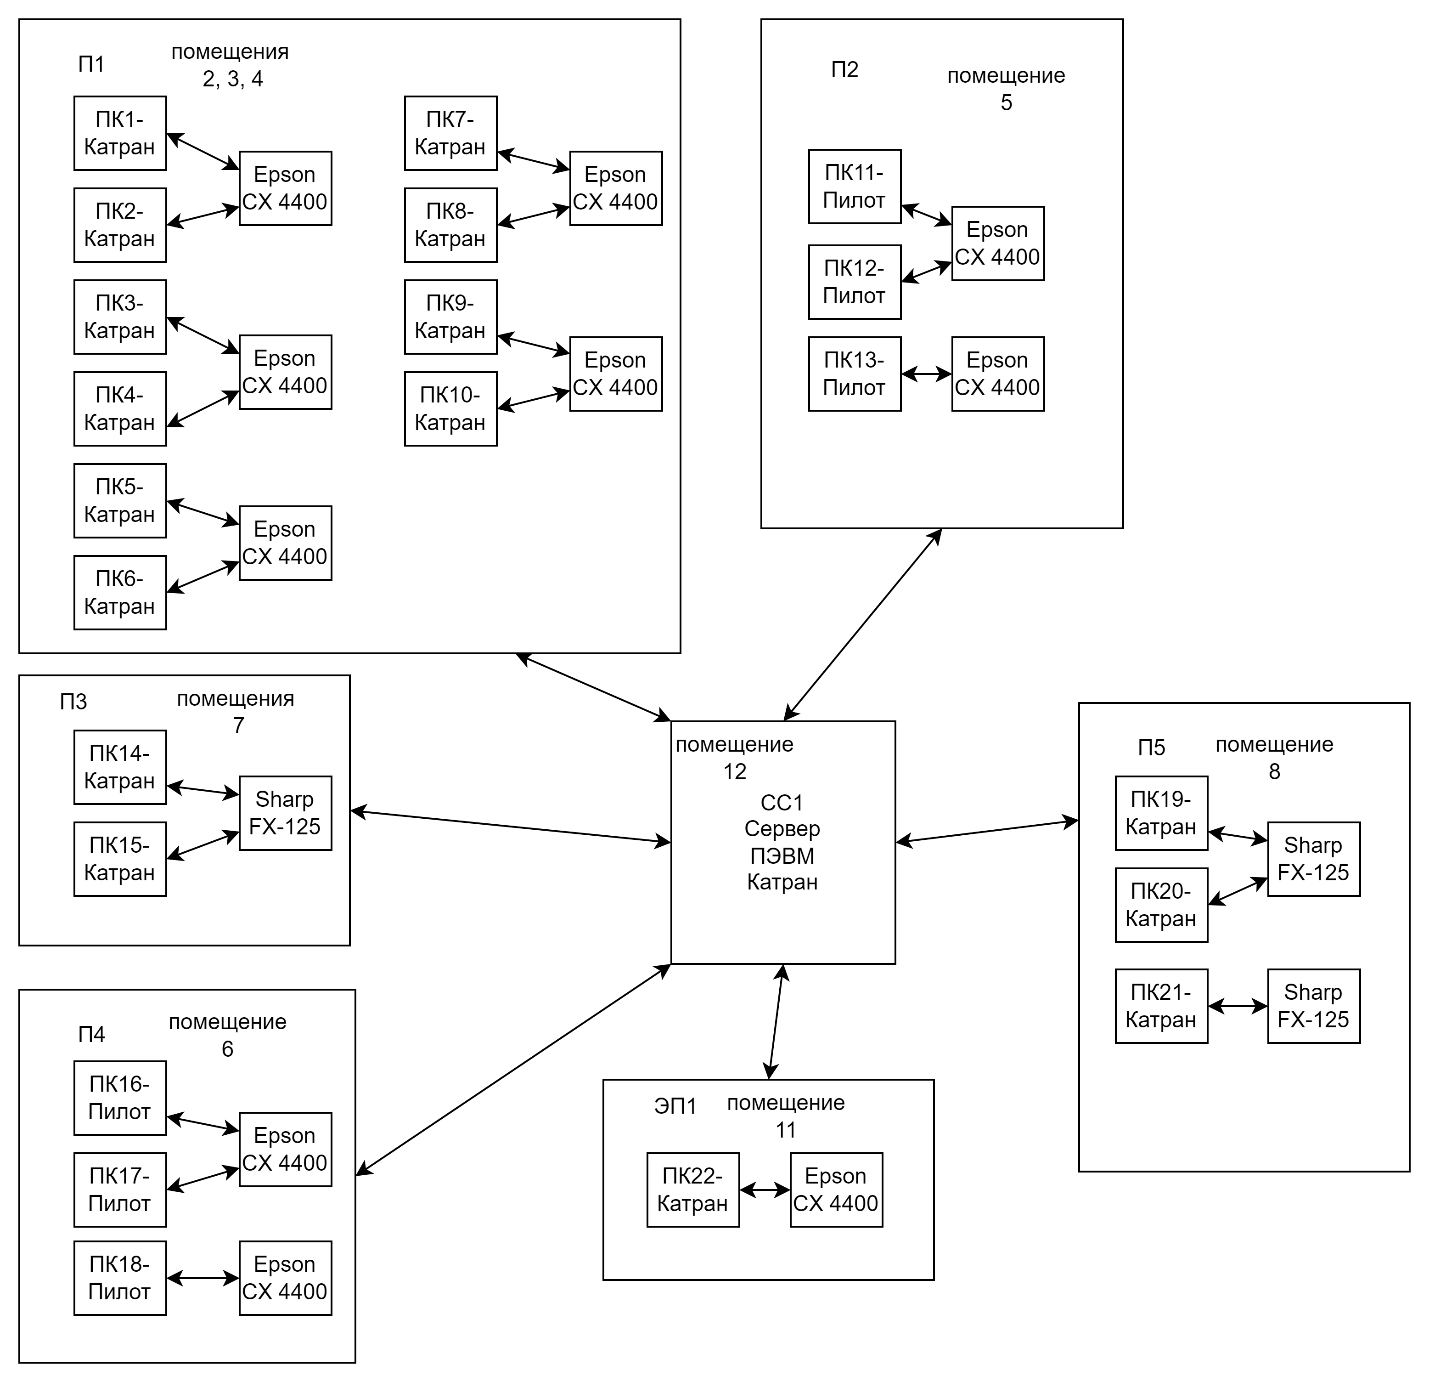 П1
помещения
2, 3, 4
ПК1-
Катран
ПК2-
Катран
Epson
CX 4400
ПК3-
Катран
ПК4-
Катран
Epson
CX 4400
ПК5-
Катран
ПК6-
Катран
Epson
CX 4400
ПК7-
Катран
ПК8-
Катран
Epson
CX 4400
ПК9-
Катран
ПК10-
Катран
Epson
CX 4400
П2
помещение
5
ПК11-
Пилот
ПК12-
Пилот
Epson
CX 4400
ПК13-
Пилот
Epson
CX 4400
П3
помещения
7
ПК14-
Катран
ПК15-
Катран
Sharp
FX-125
помещение
12
СС1
Сервер
ПЭВМ
Катран
П5
помещение
8
ПК19-
Катран
ПК20-
Катран
Sharp
FX-125
ПК21-
Катран
Sharp
FX-125
П4
помещение
6
ПК16-
Пилот
ПК17-
Пилот
Epson
CX 4400
ПК18-
Пилот
Epson
CX 4400
ЭП1
помещение
11
ПК22-
Катран
Epson
CX 4400